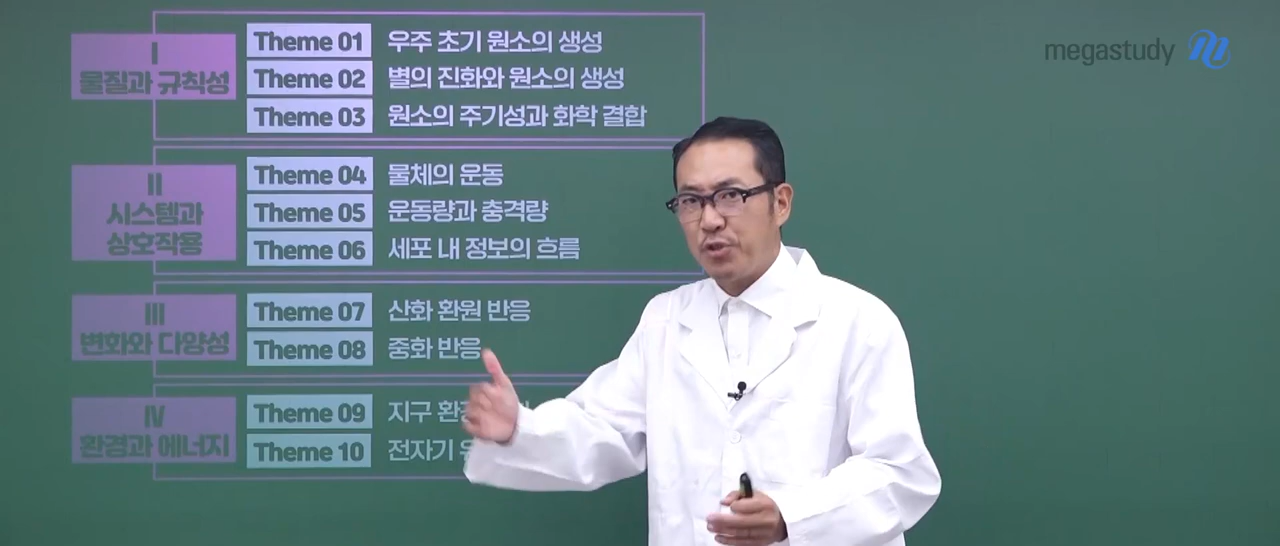 megastudy
I
물질과 규칙성
Theme 01 우주 초기 원소의 생성
Theme 02 별의 진화와 원소의 생성
Theme 03 원소의 주기성과 화학 결합
II
시스템과
상호작용
Theme 04 물체의 운동
Theme 05 운동량과 충격량
Theme 06 세포 내 정보의 흐름
III
변화와 다양성
Theme 07 산화 환원 반응
Theme 08 중화 반응
IV
환경과 에너지
Theme 09 지구
Theme 10 전자기